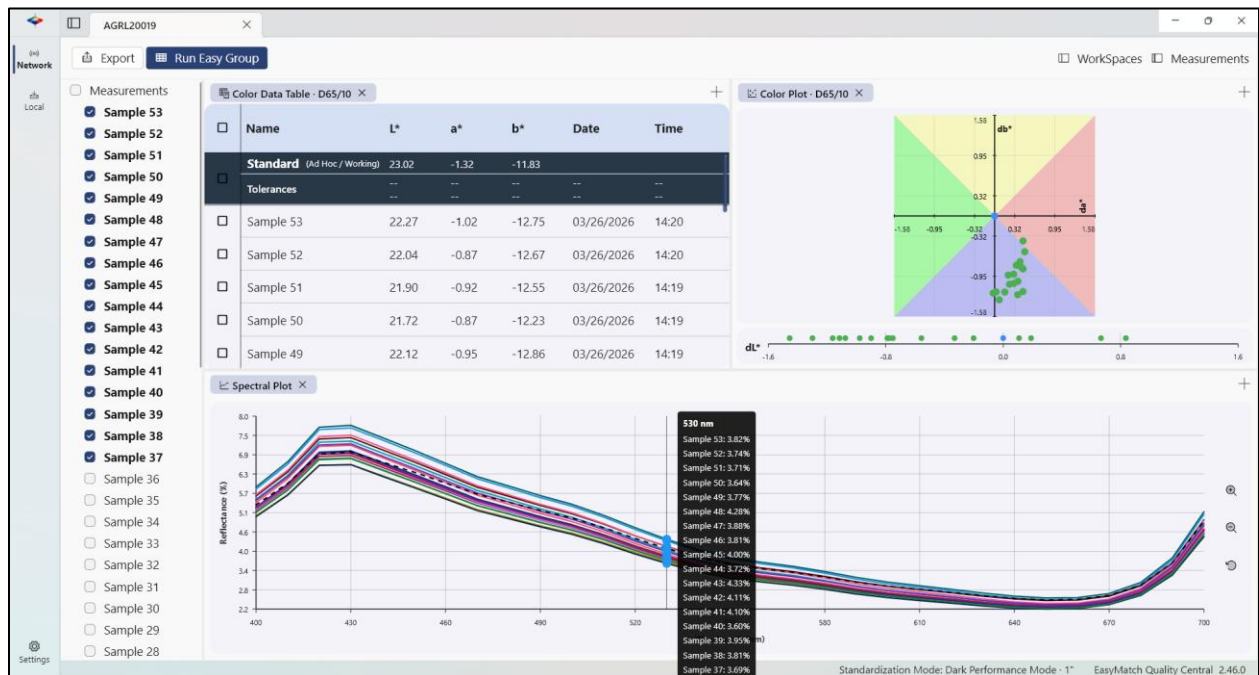 AGRL20019
Network
Local
Settings
Export
Run Easy Group
WorkSpaces
Measurements
Measurements
Sample 53
Sample 52
Sample 51
Sample 50
Sample 49
Sample 48
Sample 47
Sample 46
Sample 45
Sample 44
Sample 43
Sample 42
Sample 41
Sample 40
Sample 39
Sample 38
Sample 37
Sample 36
Sample 35
Sample 34
Sample 33
Sample 32
Sample 31
Sample 30
Sample 29
Sample 28
Color Data Table · D65/10
Name L* a* b* Date Time
Standard (Ad Hoc / Working) 23.02 -1.32 -11.83
Tolerances -- -- -- -- --
-- -- -- -- --
Sample 53 22.27 -1.02 -12.75 03/26/2026 14:20
Sample 52 22.04 -0.87 -12.67 03/26/2026 14:20
Sample 51 21.90 -0.92 -12.55 03/26/2026 14:19
Sample 50 21.72 -0.87 -12.23 03/26/2026 14:19
Sample 49 22.12 -0.95 -12.86 03/26/2026 14:19
Color Plot · D65/10
1.58
db*
0.95
0.32
da*
-1.58 -0.95 -0.32 0.32 0.95 1.58
-0.32
-0.95
-1.58
dL*
-1.6 -0.8 0.0 0.8 1.6
Spectral Plot
Reflectance (%)
8.0
7.5
6.9
6.3
5.7
5.1
4.6
4.0
3.4
2.8
2.2
400 430 460 490 520 580 610 640 670 700
530 nm
Sample 53: 3.82%
Sample 52: 3.74%
Sample 51: 3.71%
Sample 50: 3.64%
Sample 49: 3.77%
Sample 48: 4.28%
Sample 47: 3.88%
Sample 46: 3.81%
Sample 45: 4.00%
Sample 44: 3.72%
Sample 43: 4.33%
Sample 42: 4.11%
Sample 41: 4.10%
Sample 40: 3.60%
Sample 39: 3.95%
Sample 38: 3.81%
Sample 37: 3.69%
m)
Standardization Mode: Dark Performance Mode · 1" EasyMatch Quality Central 2.46.0